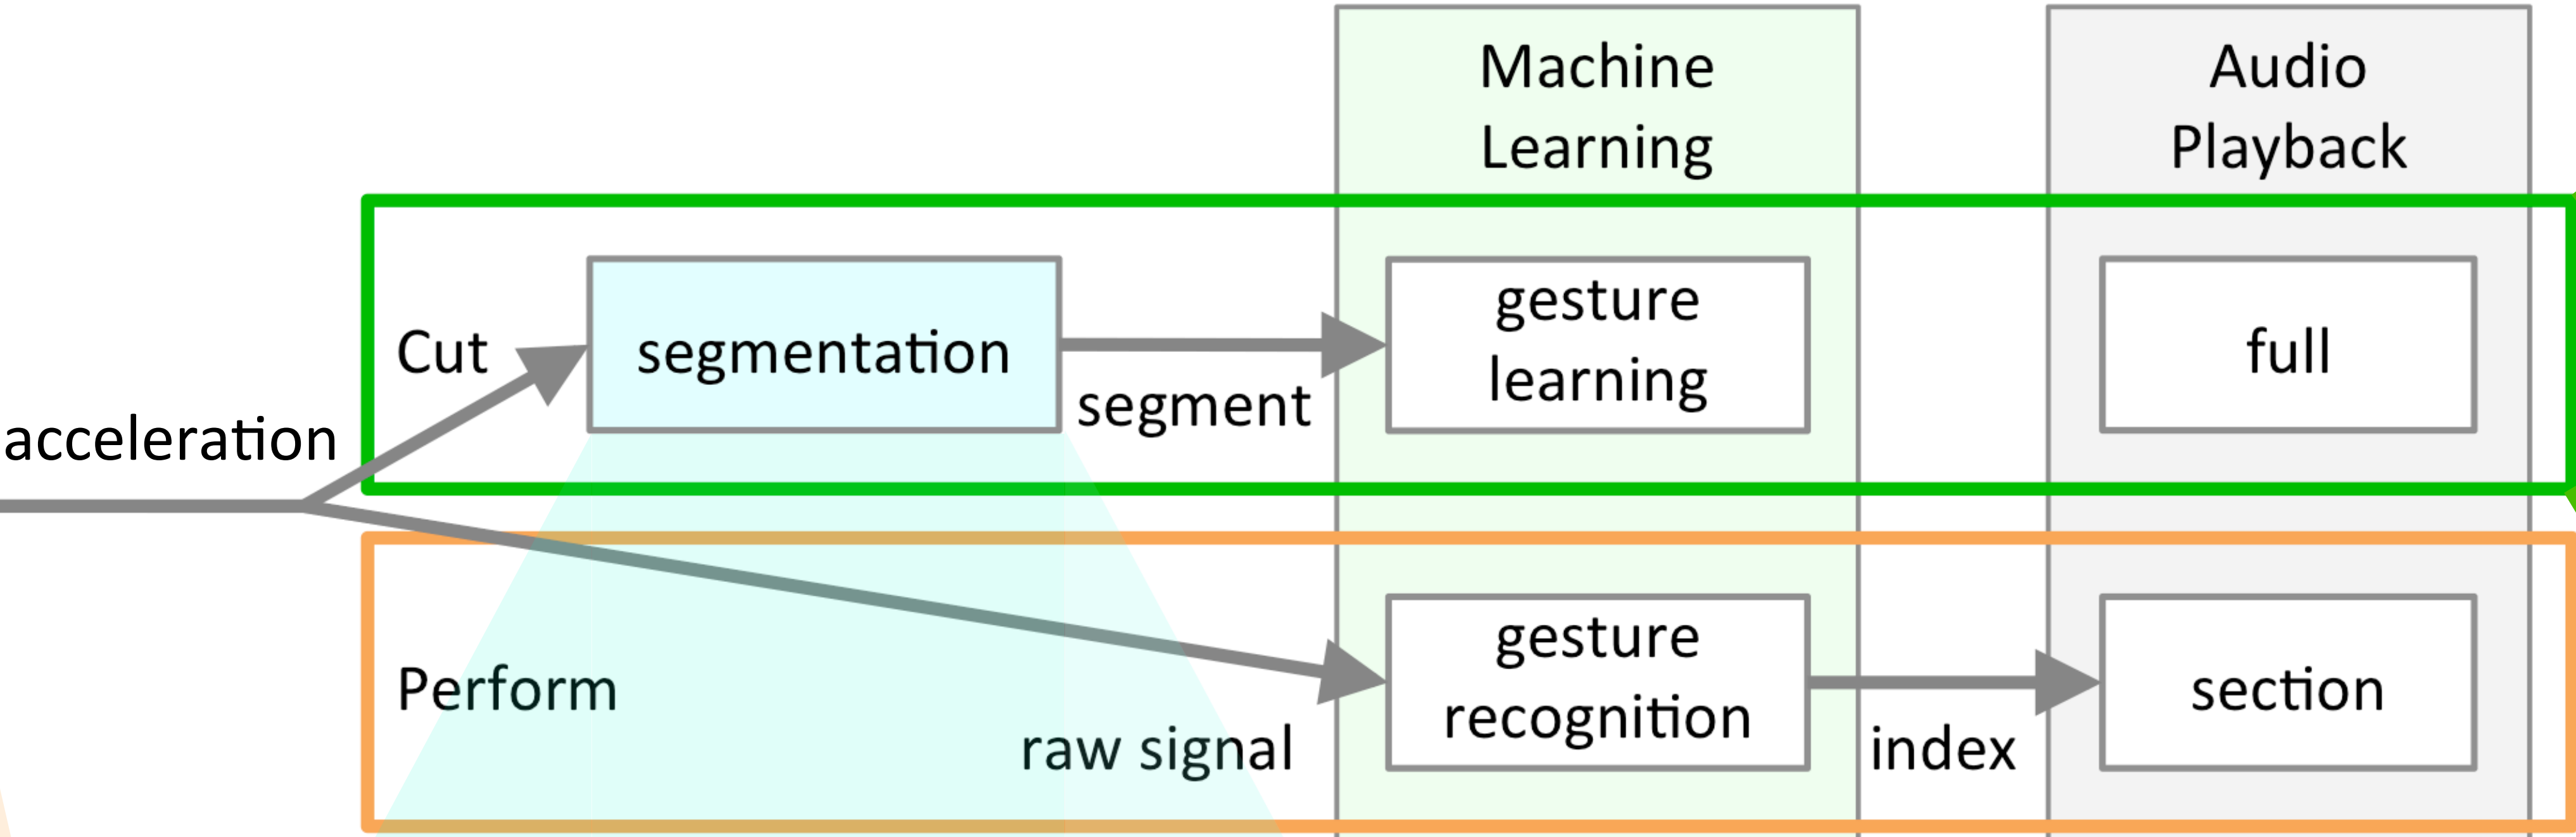 Machine
Learning
Audio
Playback
Cut
segmentation
segment
gesture
learning
full
acceleration
Perform
raw signal
gesture
recognition
index
section